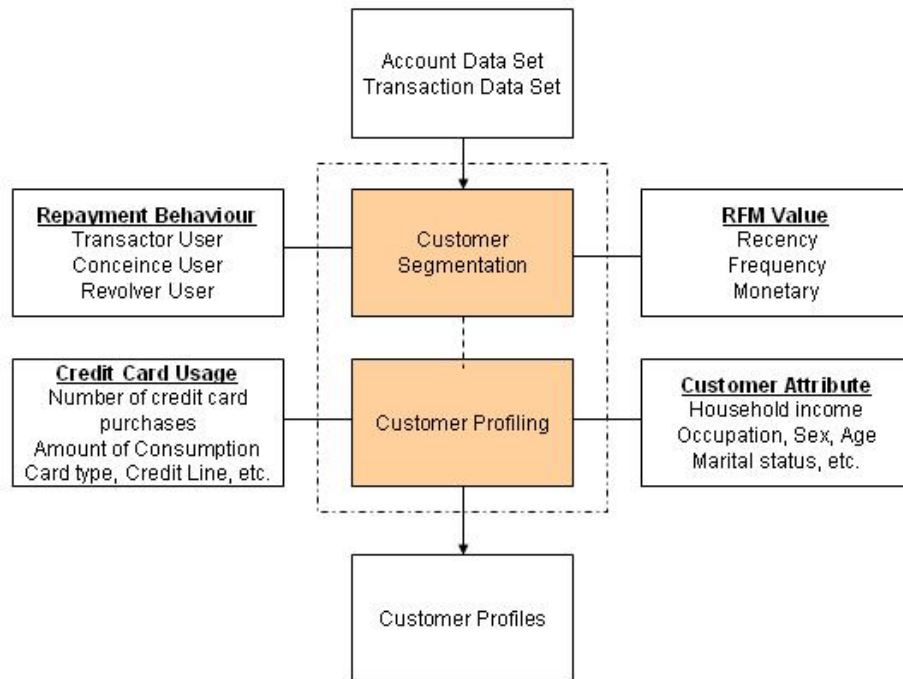 Account Data Set
Transaction Data Set
Repayment Behaviour
Transactor User
Conceince User
Revolver User
Customer
Segmentation
RFM Value
Recency
Frequency
Monetary
Credit Card Usage
Number of credit card
purchases
Amount of Consumption
Card type, Credit Line, etc.
Customer Profiling
Customer Attribute
Household income
Occupation, Sex, Age
Marital status, etc.
Customer Profiles